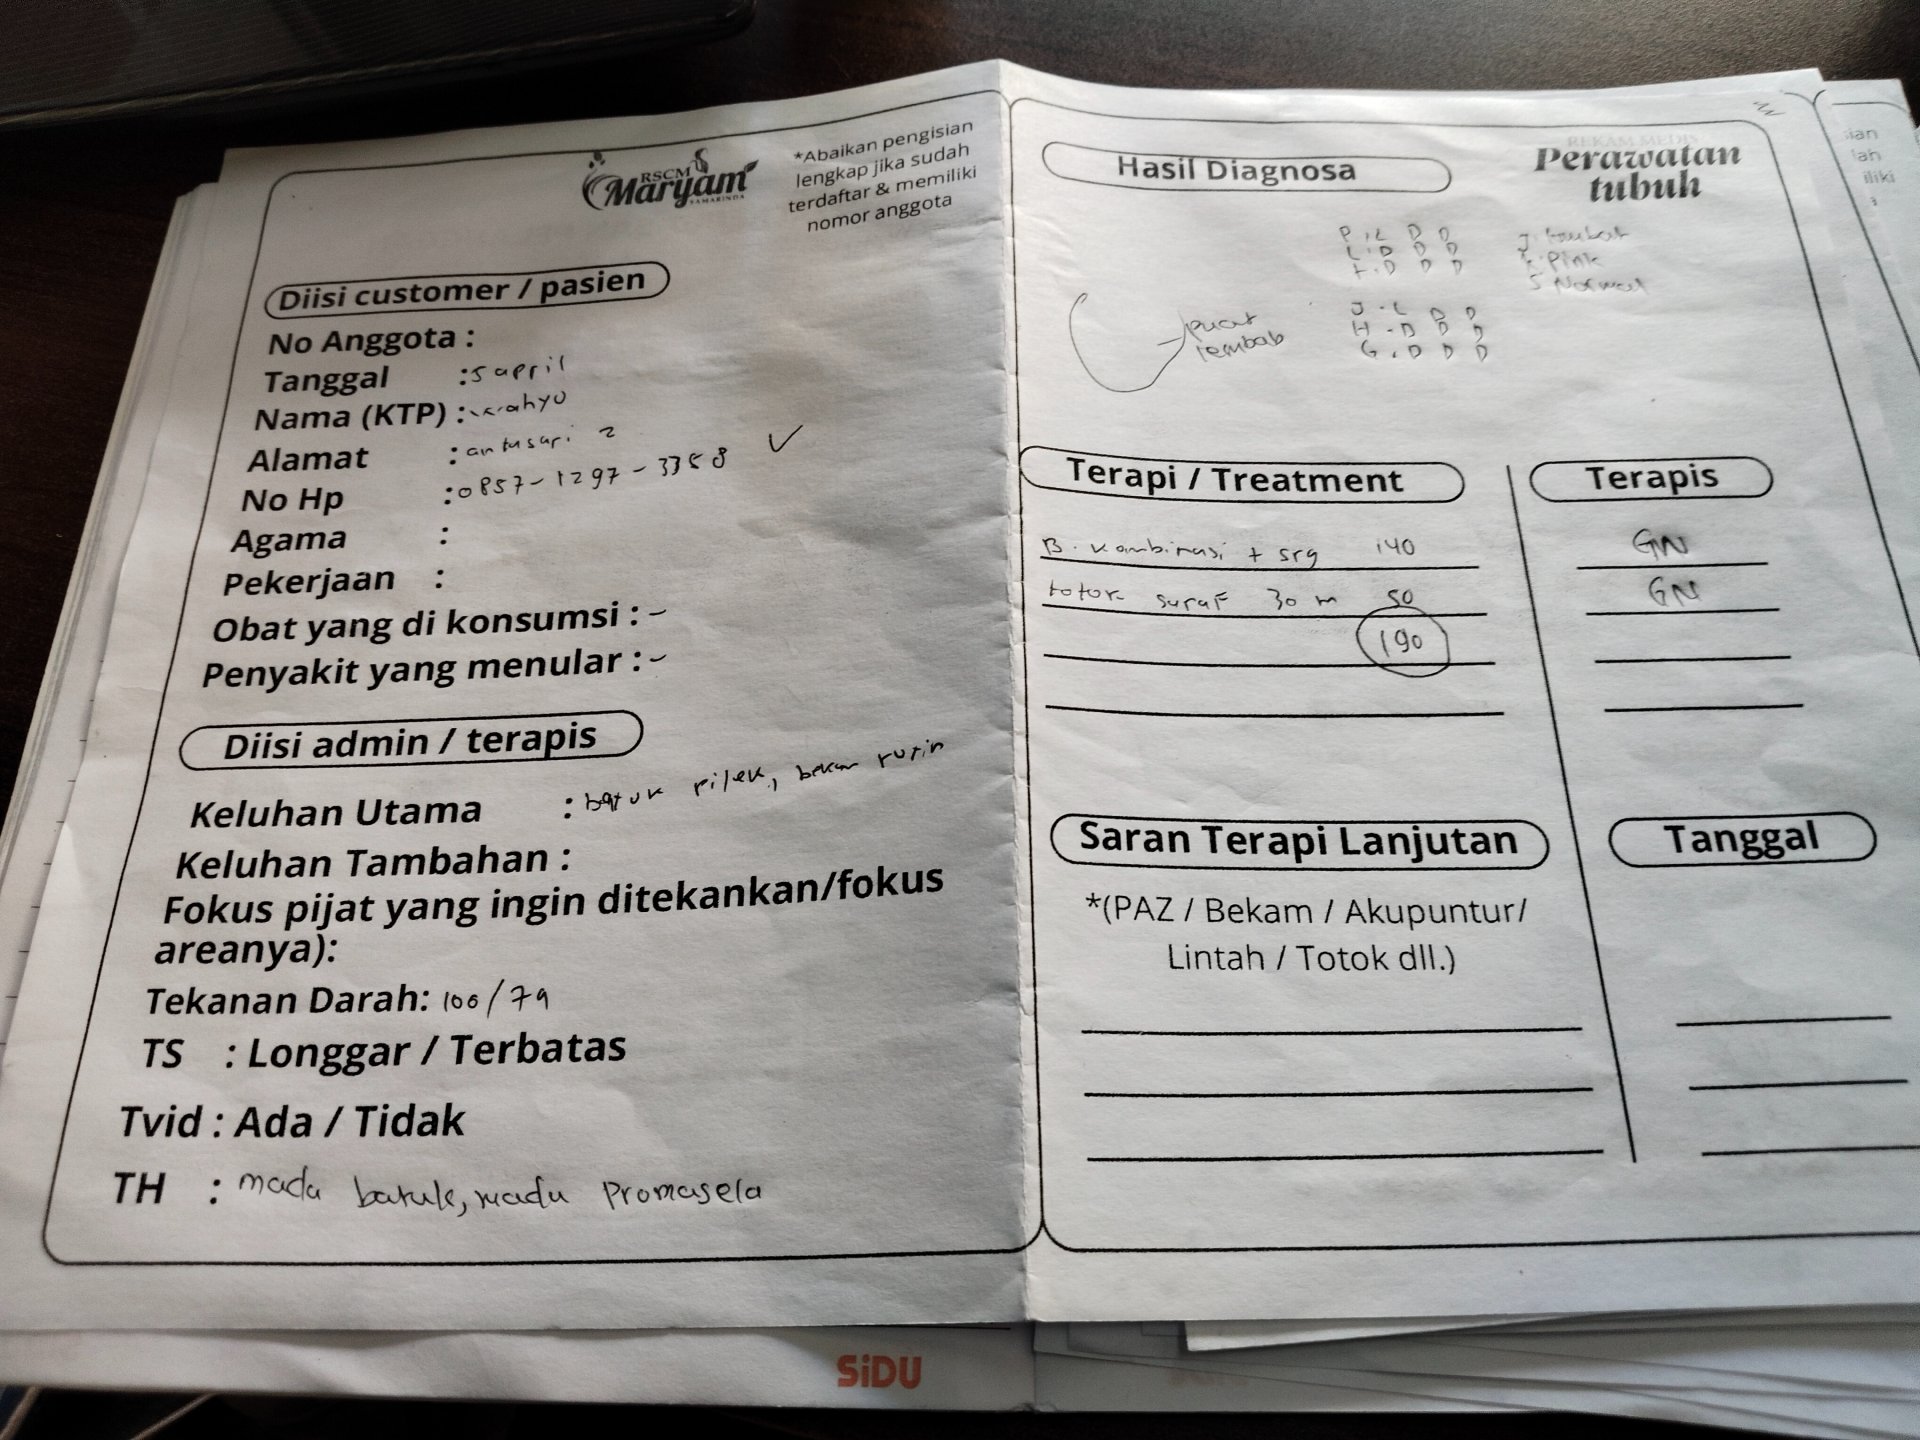 RSCM
Maryam
SAMARINDA
*Abaikan pengisian
lengkap jika sudah
terdaftar & memiliki
nomor anggota
Diisi customer / pasien
No Anggota :
Tanggal : 5 april
Nama (KTP) :
Alamat : antasari 2
No Hp : 0857-1297-3358
Agama :
Pekerjaan :
Obat yang di konsumsi : -
Penyakit yang menular : -
Diisi admin / terapis
Keluhan Utama : batuk pilek, bekam rutin
Keluhan Tambahan :
Fokus pijat yang ingin ditekankan/fokus
areanya):
Tekanan Darah: 100/79
TS : Longgar / Terbatas
Tvid : Ada / Tidak
TH : madu batuk, madu Promasela
SiDU
REKAM MEDIS
Perawatan
tubuh
Hasil Diagnosa
P . L D D
L . D D D
T . D D D
J . L D D
H . D D D
G . D D D
pucat
lembab
Pink
S Normal
Terapi / Treatment
Terapis
B. kombinasi + srg 140
GN
totok saraf 30 m 50
GN
190
Saran Terapi Lanjutan
Tanggal
*(PAZ / Bekam / Akupuntur/
Lintah / Totok dll.)